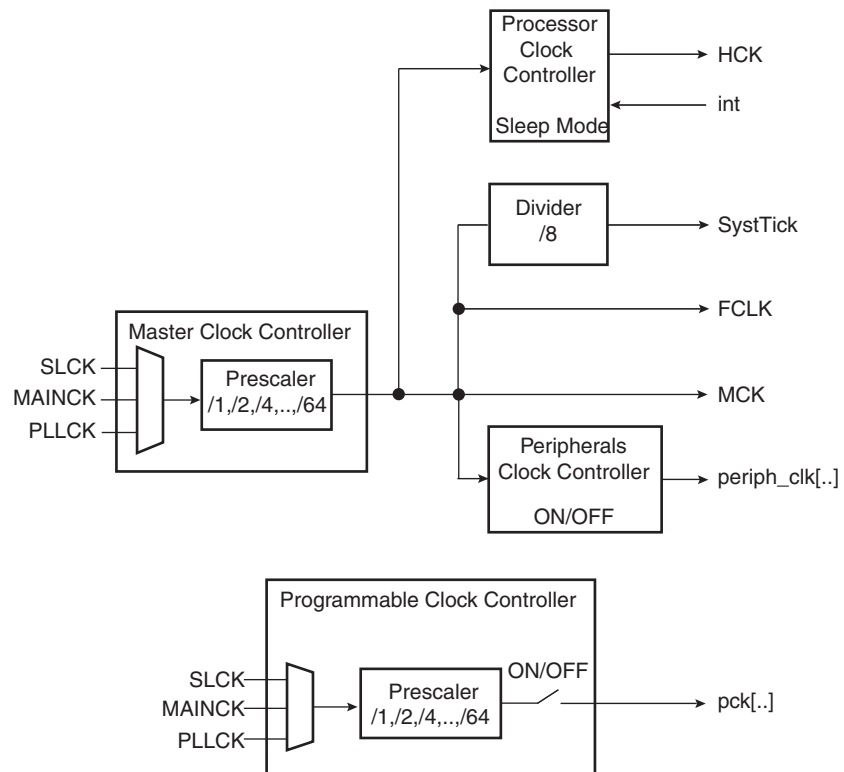 Processor
Clock
Controller
Sleep Mode
HCK
int
Divider
/8
SystTick
FCLK
Master Clock Controller
SLCK
MAINCK
PLLCK
Prescaler
/1,/2,/4,..,/64
MCK
Peripherals
Clock Controller
ON/OFF
periph_clk[..]
Programmable Clock Controller
SLCK
MAINCK
PLLCK
Prescaler
/1,/2,/4,..,/64
ON/OFF
pck[..]